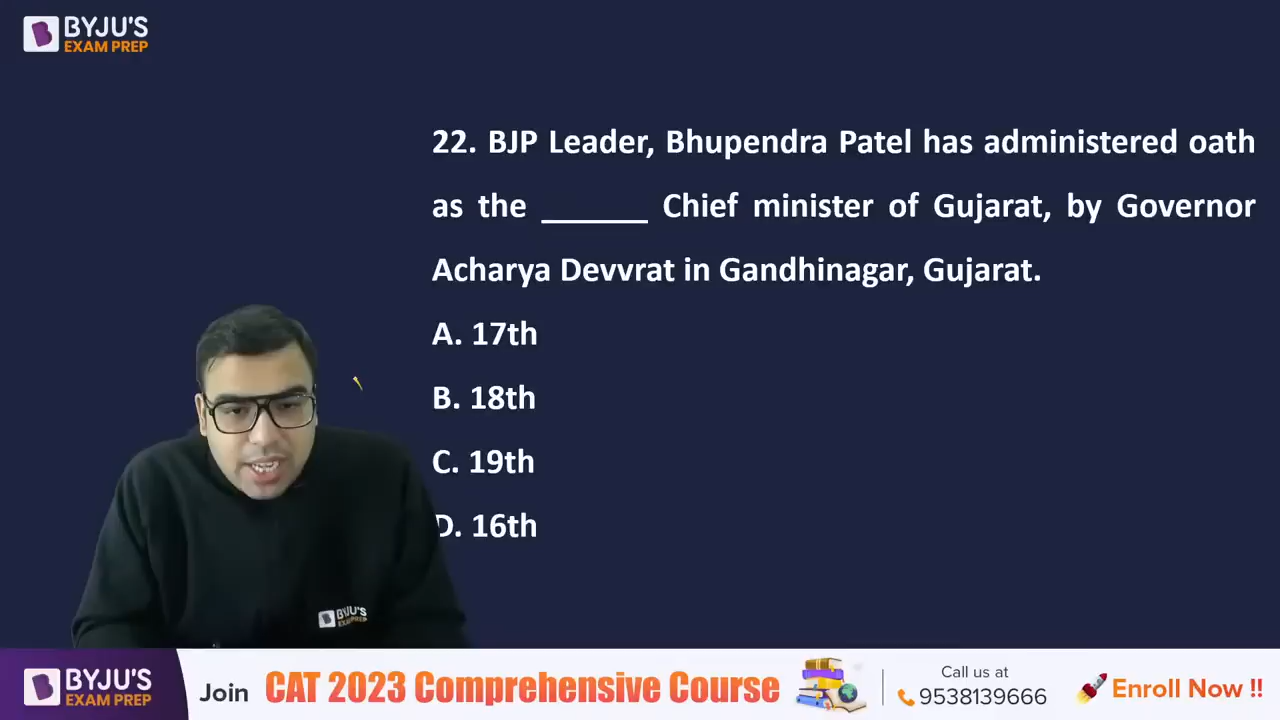 BYJU'S
EXAM PREP
22. BJP Leader, Bhupendra Patel has administered oath
as the ______ Chief minister of Gujarat, by Governor
Acharya Devvrat in Gandhinagar, Gujarat.
A. 17th
B. 18th
C. 19th
D. 16th
BYJU'S
EXAM PREP
BYJU'S
EXAM PREP
Join CAT 2023 Comprehensive Course
Call us at
9538139666
Enroll Now !!